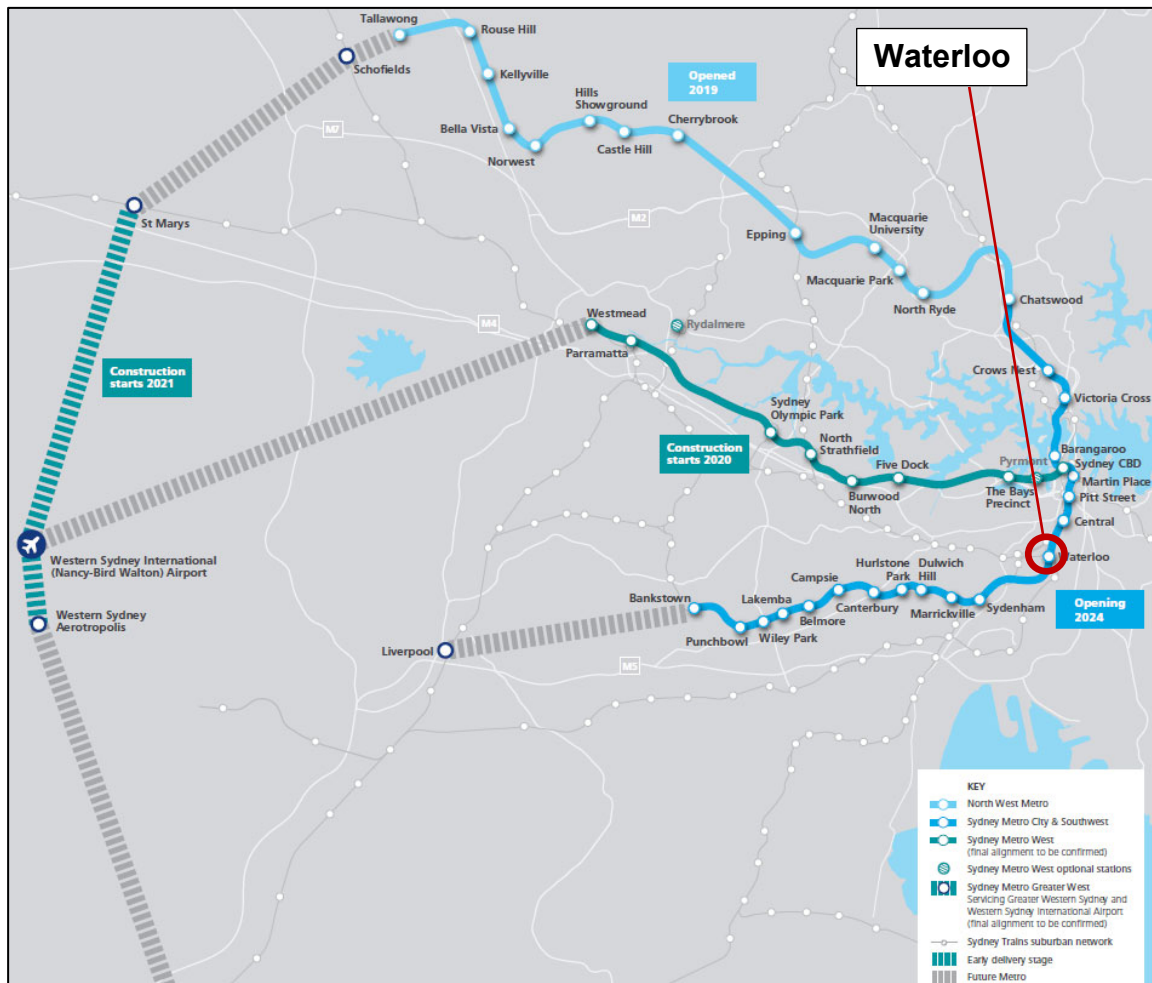 Tallawong
Rouse Hill
Schofields
Kellyville
Opened
2019
Waterloo
Hills
Showground
Cherrybrook
M7
Bella Vista
Norwest
Castle Hill
St Marys
M2
Epping
Macquarie
University
Macquarie Park
North Ryde
Chatswood
Westmead
Rydalmere
M4
Parramatta
Construction
starts 2021
Crows Nest
Victoria Cross
Sydney
Olympic Park
Construction
starts 2020
North
Strathfield
Five Dock
Burwood
North
Pyrmont
The Bays
Precinct
Barangaroo
Sydney CBD
Martin Place
Pitt Street
Central
Waterloo
Western Sydney International
(Nancy-Bird Walton) Airport
Western Sydney
Aerotropolis
Liverpool
Bankstown
Punchbowl
Wiley Park
Lakemba
Belmore
Campsie
Canterbury
Hurlstone
Park
Dulwich
Hill
Marrickville
Sydenham
Opening
2024
M5
KEY
North West Metro
Sydney Metro City & Southwest
Sydney Metro West
(final alignment to be confirmed)
Sydney Metro West optional stations
Sydney Metro Greater West
Servicing Greater Western Sydney and
Western Sydney International Airport
(final alignment to be confirmed)
Sydney Trains suburban network
Early delivery stage
Future Metro